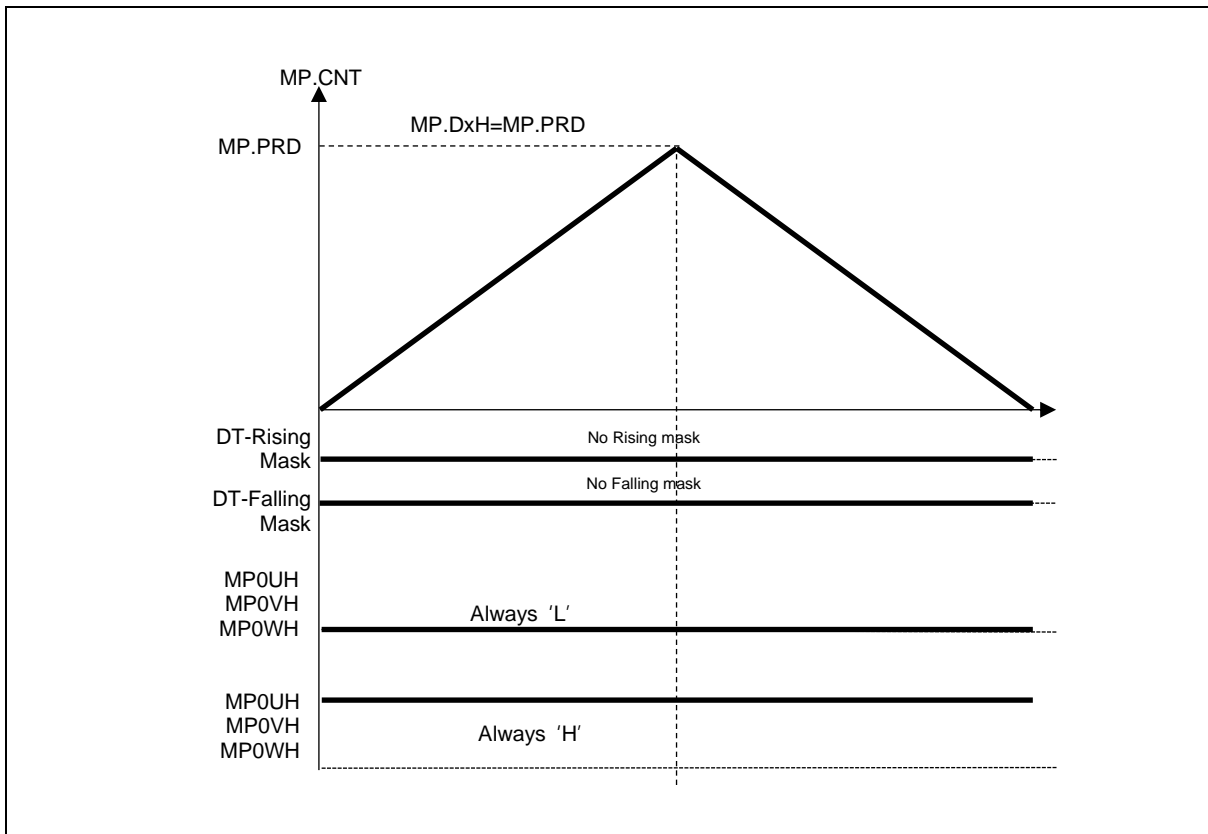 MP.CNT
MP.DxH=MP.PRD
MP.PRD
DT-Rising
Mask
No Rising mask
DT-Falling
Mask
No Falling mask
MP0UH
MP0VH
MP0WH
Always ‘L’
MP0UH
MP0VH
MP0WH
Always ‘H’